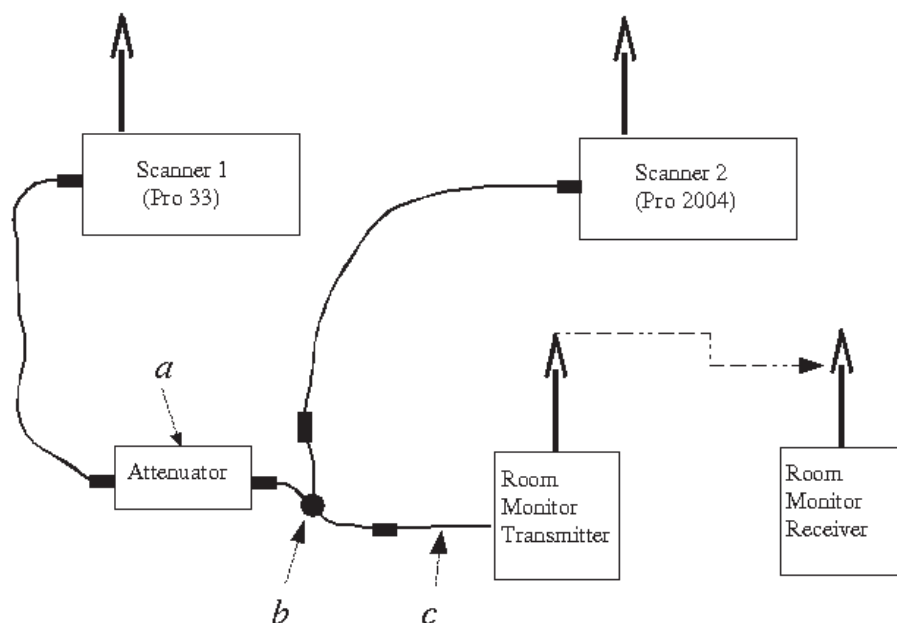 Scanner 1
(Pro 33)
Scanner 2
(Pro 2004)
a
Attenuator
Room
Monitor
Transmitter
Room
Monitor
Receiver
b
c